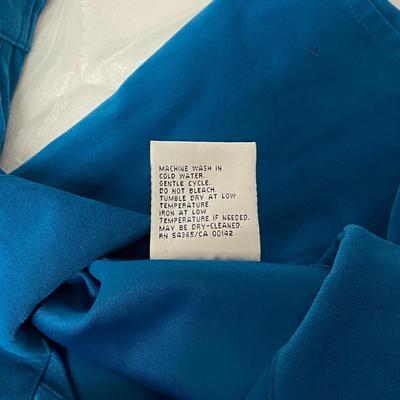 MACHINE WASH IN
COLD WATER.
GENTLE CYCLE.
DO NOT BLEACH.
TUMBLE DRY AT LOW
TEMPERATURE.
IRON AT LOW
TEMPERATURE IF NEEDED.
MAY BE DRY-CLEANED.
RN 54365/CA 00142